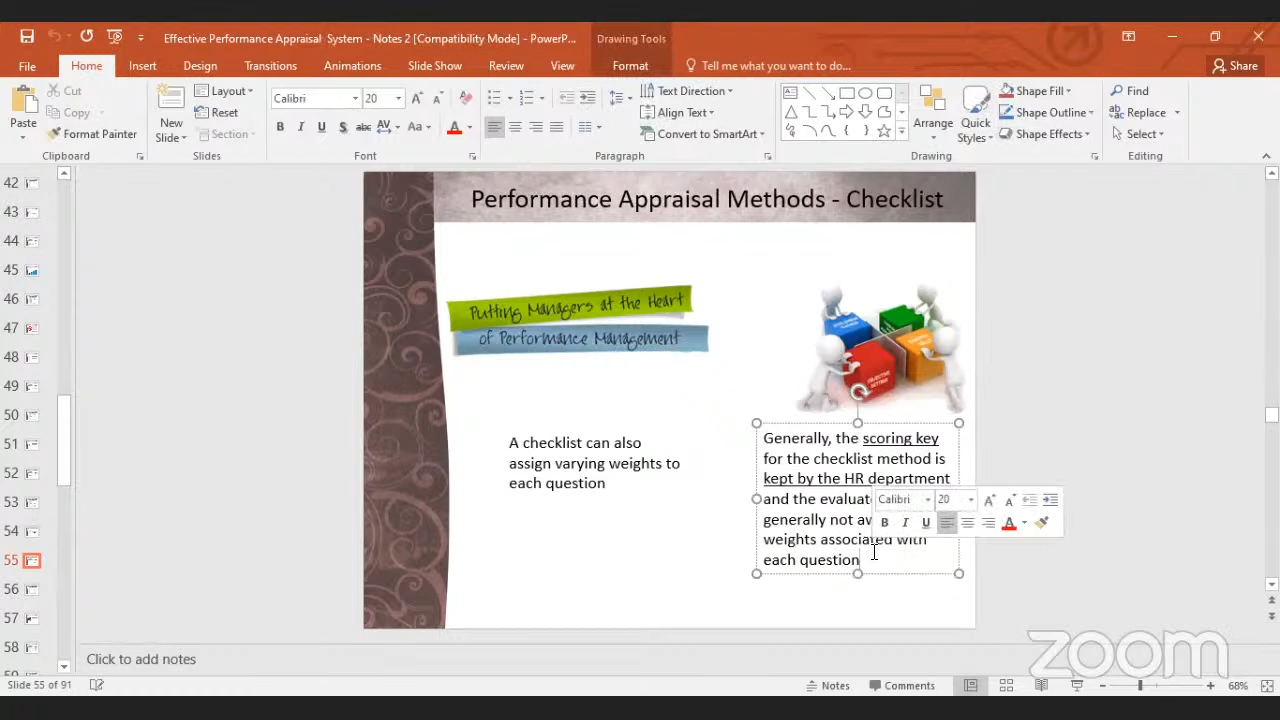 Effective Performance Appraisal System - Notes 2 [Compatibility Mode] - PowerP...
Drawing Tools
File
Home
Insert
Design
Transitions
Animations
Slide Show
Review
View
Format
Tell me what you want to do...
Share
Paste
Cut
Copy
Format Painter
Clipboard
New
Slide
Layout
Reset
Section
Slides
Calibri
20
B I U S abc AV Aa A
Font
Text Direction
Align Text
Convert to SmartArt
Paragraph
Arrange
Quick
Styles
Shape Fill
Shape Outline
Shape Effects
Drawing
Find
Replace
Select
Editing
42
43
44
45
46
47
48
49
50
51
52
53
54
55
56
57
58
Performance Appraisal Methods - Checklist
Putting Managers at the Heart
of Performance Management
OBJECTIVE
SETTING
A checklist can also
assign varying weights to
each question
Generally, the scoring key
for the checklist method is
kept by the HR department
and the evaluat
generally not av
weights associated with
each question
Calibri
20
B I U A
Click to add notes
zoom
Slide 55 of 91
Notes
Comments
68%